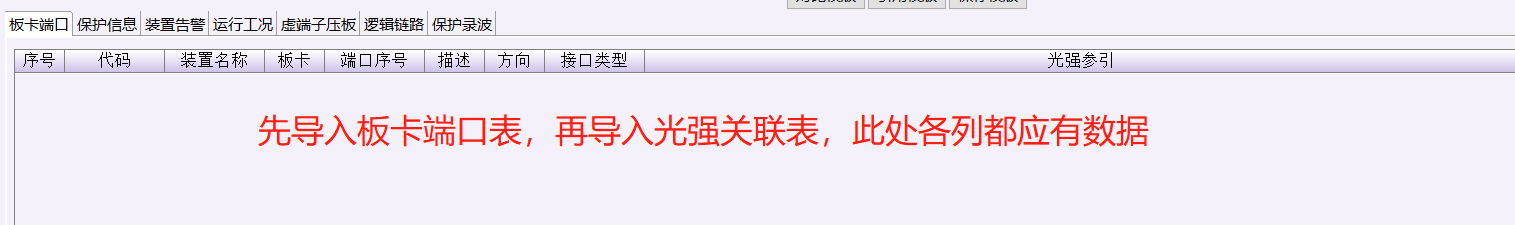 板卡端口 保护信息 装置告警 运行工况 虚端子压板 逻辑链路 保护录波
序号 代码 装置名称 板卡 端口序号 描述 方向 接口类型 光强参引
先导入板卡端口表，再导入光强关联表，此处各列都应有数据